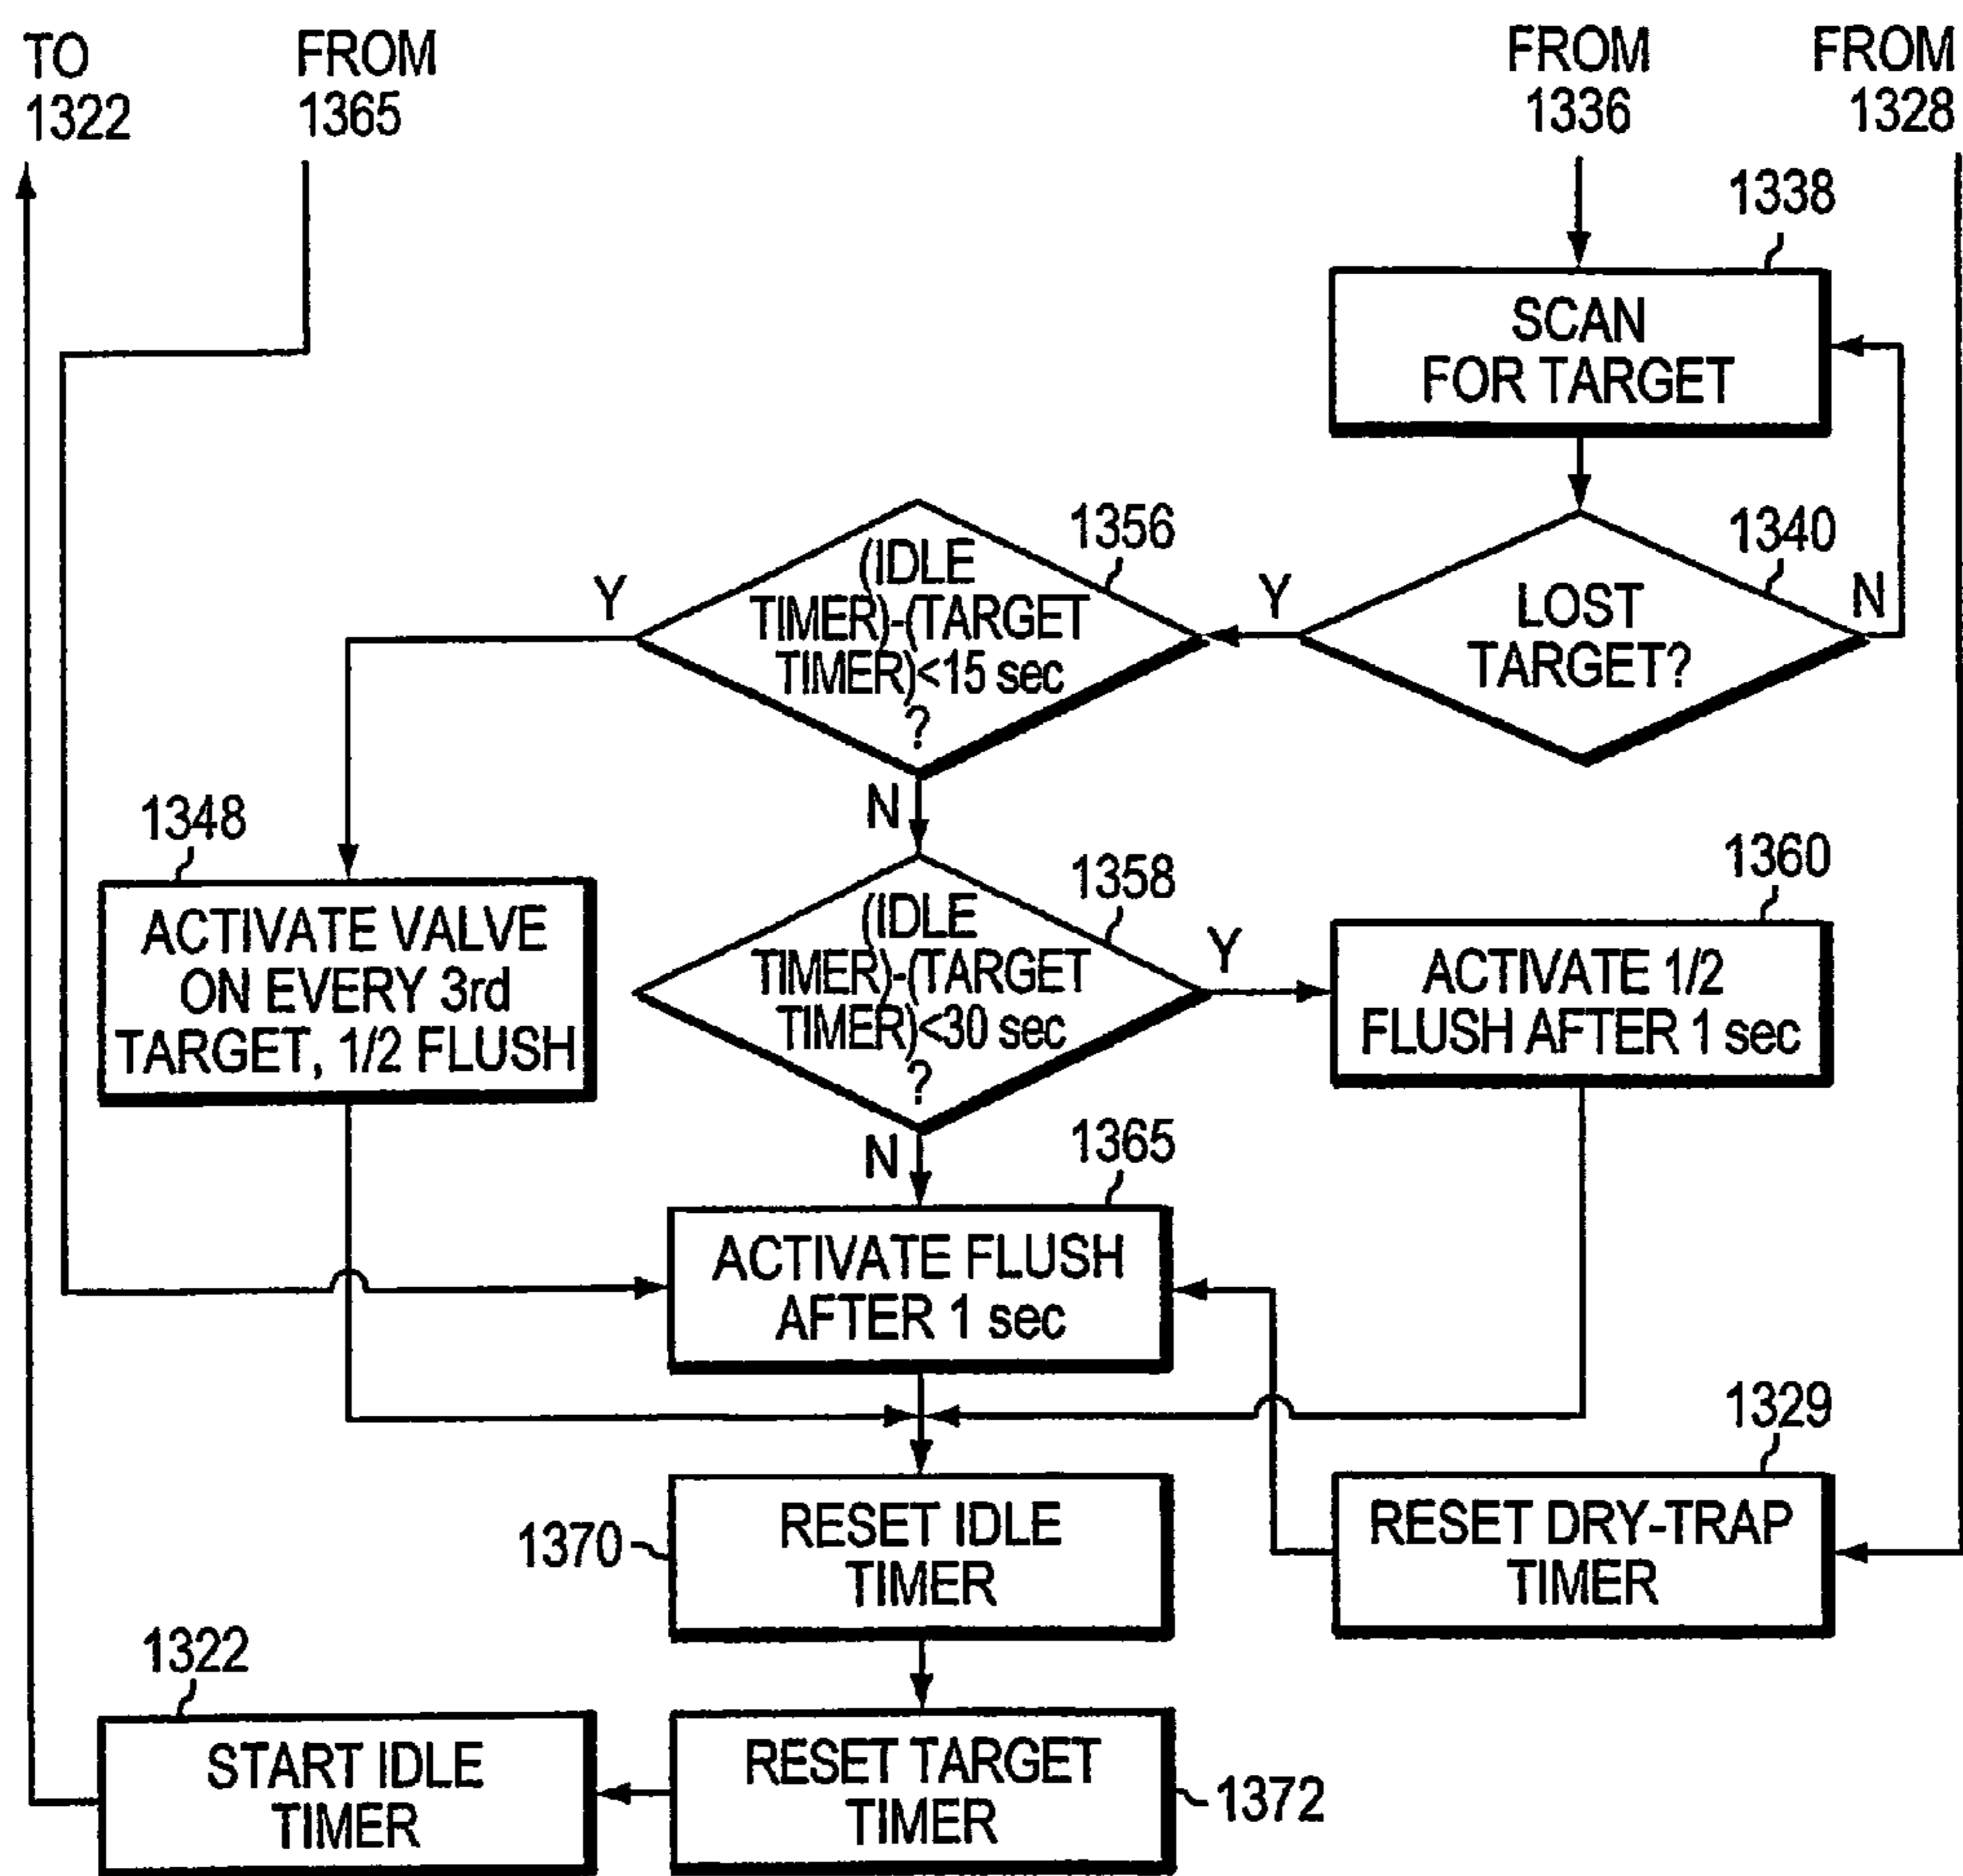 TO
1322
FROM
1365
FROM
1336
FROM
1328
1338
SCAN
FOR TARGET
1356
(IDLE
TIMER)-(TARGET
TIMER)<15 sec
?
Y
N
1340
LOST
TARGET?
Y
N
1348
ACTIVATE VALVE
ON EVERY 3rd
TARGET, 1/2 FLUSH
1358
(IDLE
TIMER)-(TARGET
TIMER)<30 sec
?
Y
N
1360
ACTIVATE 1/2
FLUSH AFTER 1 sec
1365
ACTIVATE FLUSH
AFTER 1 sec
1329
RESET DRY-TRAP
TIMER
1370
RESET IDLE
TIMER
1322
START IDLE
TIMER
RESET TARGET
TIMER
1372